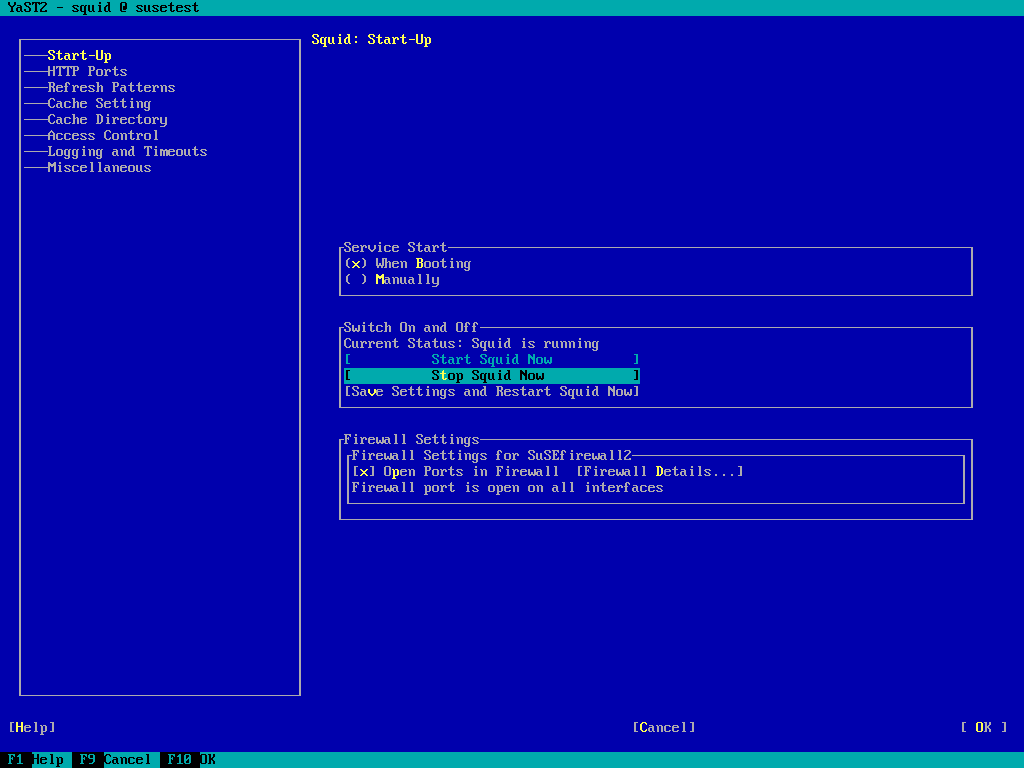 YaST2 - squid @ susetest
Squid: Start-Up
Start-Up
HTTP Ports
Refresh Patterns
Cache Setting
Cache Directory
Access Control
Logging and Timeouts
Miscellaneous
Service Start
(x) When Booting
( ) Manually
Switch On and Off
Current Status: Squid is running
[ Start Squid Now ]
[ Stop Squid Now ]
[Save Settings and Restart Squid Now]
Firewall Settings
Firewall Settings for SuSEfirewall2
[x] Open Ports in Firewall [Firewall Details...]
Firewall port is open on all interfaces
[Help] [Cancel] [ OK ]
F1 Help F9 Cancel F10 OK